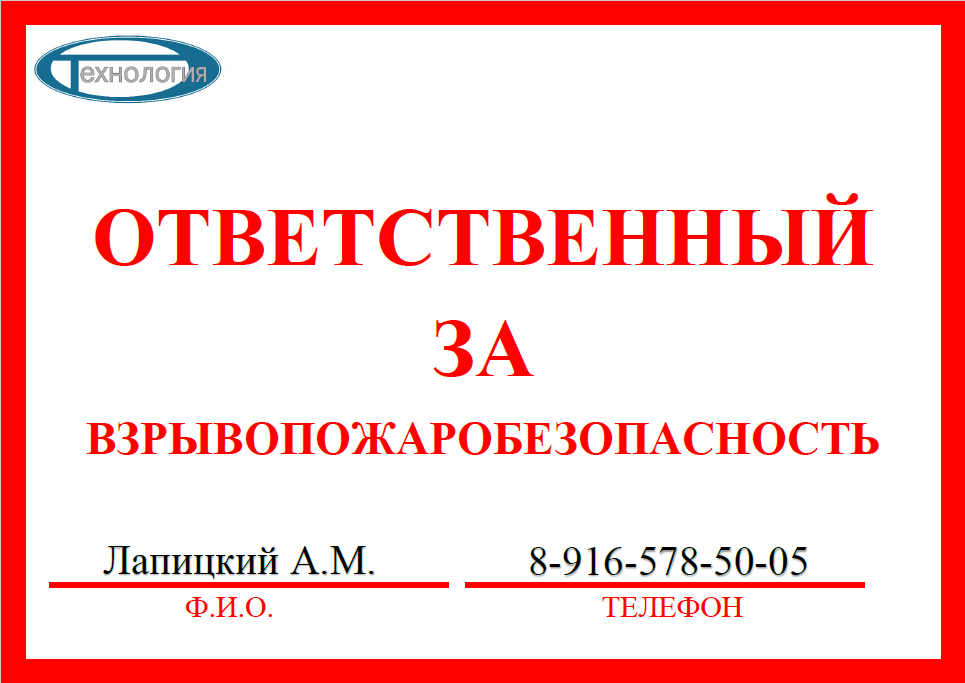 Технология
ОТВЕТСТВЕННЫЙ
ЗА
ВЗРЫВОПОЖАРОБЕЗОПАСНОСТЬ
Лапицкий А.М. 8-916-578-50-05
Ф.И.О. ТЕЛЕФОН